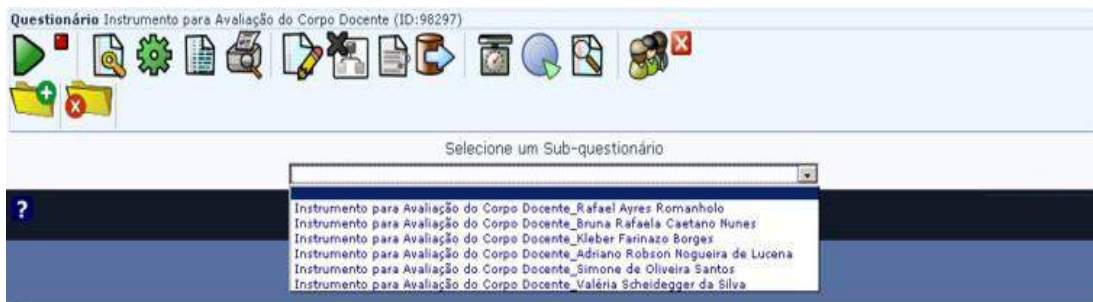 Questionário Instrumento para Avaliação do Corpo Docente (ID:98297)
Selecione um Sub-questionário
?
Instrumento para Avaliação do Corpo Docente_Rafael Ayres Romanholo
Instrumento para Avaliação do Corpo Docente_Bruna Rafaela Caetano Nunes
Instrumento para Avaliação do Corpo Docente_Kleber Farinazo Borges
Instrumento para Avaliação do Corpo Docente_Adriano Robson Nogueira de Lucena
Instrumento para Avaliação do Corpo Docente_Simone de Oliveira Santos
Instrumento para Avaliação do Corpo Docente_Valéria Scheidegger da Silva